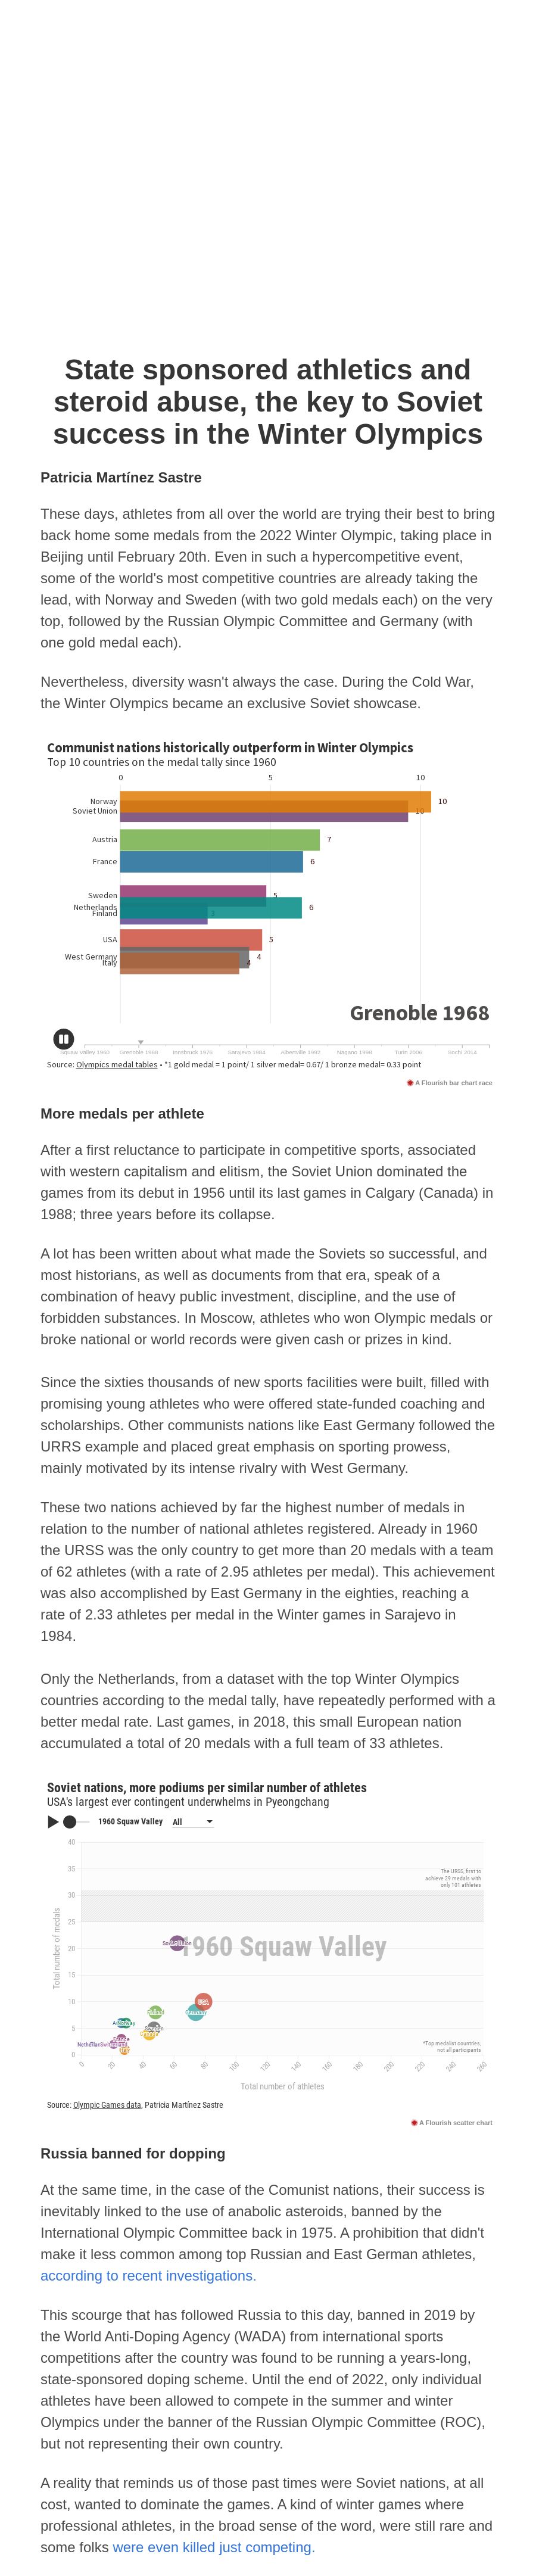 State sponsored athletics and
steroid abuse, the key to Soviet
success in the Winter Olympics
Patricia Martínez Sastre
These days, athletes from all over the world are trying their best to bring
back home some medals from the 2022 Winter Olympic, taking place in
Beijing until February 20th. Even in such a hypercompetitive event,
some of the world's most competitive countries are already taking the
lead, with Norway and Sweden (with two gold medals each) on the very
top, followed by the Russian Olympic Committee and Germany (with
one gold medal each).
Nevertheless, diversity wasn't always the case. During the Cold War,
the Winter Olympics became an exclusive Soviet showcase.
Communist nations historically outperform in Winter Olympics
Top 10 countries on the medal tally since 1960
0 5 10
Norway 10
Soviet Union 10
Austria 7
France 6
Sweden 5
Netherlands 6
Finland 3
USA 5
West Germany 4
Italy 4
Grenoble 1968
Squaw Valley 1960 Grenoble 1968 Innsbruck 1976 Sarajevo 1984 Albertville 1992 Nagano 1998 Turin 2006 Sochi 2014
Source: Olympics medal tables • *1 gold medal = 1 point/ 1 silver medal= 0.67/ 1 bronze medal= 0.33 point
A Flourish bar chart race
More medals per athlete
After a first reluctance to participate in competitive sports, associated
with western capitalism and elitism, the Soviet Union dominated the
games from its debut in 1956 until its last games in Calgary (Canada) in
1988; three years before its collapse.
A lot has been written about what made the Soviets so successful, and
most historians, as well as documents from that era, speak of a
combination of heavy public investment, discipline, and the use of
forbidden substances. In Moscow, athletes who won Olympic medals or
broke national or world records were given cash or prizes in kind.
Since the sixties thousands of new sports facilities were built, filled with
promising young athletes who were offered state-funded coaching and
scholarships. Other communists nations like East Germany followed the
URRS example and placed great emphasis on sporting prowess,
mainly motivated by its intense rivalry with West Germany.
These two nations achieved by far the highest number of medals in
relation to the number of national athletes registered. Already in 1960
the URSS was the only country to get more than 20 medals with a team
of 62 athletes (with a rate of 2.95 athletes per medal). This achievement
was also accomplished by East Germany in the eighties, reaching a
rate of 2.33 athletes per medal in the Winter games in Sarajevo in
1984.
Only the Netherlands, from a dataset with the top Winter Olympics
countries according to the medal tally, have repeatedly performed with a
better medal rate. Last games, in 2018, this small European nation
accumulated a total of 20 medals with a full team of 33 athletes.
Soviet nations, more podiums per similar number of athletes
USA's largest ever contingent underwhelms in Pyeongchang
1960 Squaw Valley All
40
35
The URSS, first to
achieve 29 medals with
only 101 athletes
30
25
Total number of medals
1960 Squaw Valley
Soviet Union
20
15
10
USA
Germany
5
Netherlands
*Top medalist countries,
not all participants
0
0 20 40 60 80 100 120 140 160 180 200 220 240 260
Total number of athletes
Source: Olympic Games data, Patricia Martínez Sastre
A Flourish scatter chart
Russia banned for dopping
At the same time, in the case of the Comunist nations, their success is
inevitably linked to the use of anabolic asteroids, banned by the
International Olympic Committee back in 1975. A prohibition that didn't
make it less common among top Russian and East German athletes,
according to recent investigations.
This scourge that has followed Russia to this day, banned in 2019 by
the World Anti-Doping Agency (WADA) from international sports
competitions after the country was found to be running a years-long,
state-sponsored doping scheme. Until the end of 2022, only individual
athletes have been allowed to compete in the summer and winter
Olympics under the banner of the Russian Olympic Committee (ROC),
but not representing their own country.
A reality that reminds us of those past times were Soviet nations, at all
cost, wanted to dominate the games. A kind of winter games where
professional athletes, in the broad sense of the word, were still rare and
some folks were even killed just competing.